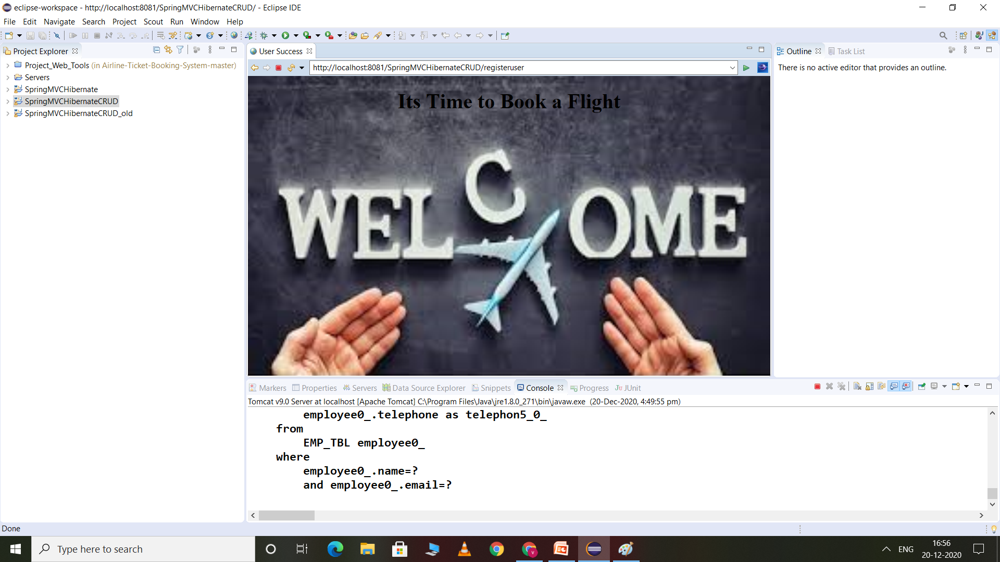 eclipse-workspace - http://localhost:8081/SpringMVCHibernateCRUD/ - Eclipse IDE
File Edit Navigate Search Project Scout Run Window Help
Project Explorer
Project_Web_Tools (in Airline-Ticket-Booking-System-master)
Servers
SpringMVCHibernate
SpringMVCHibernateCRUD
SpringMVCHibernateCRUD_old
User Success
http://localhost:8081/SpringMVCHibernateCRUD/registeruser
Its Time to Book a Flight
WELCOME
Outline Task List
There is no active editor that provides an outline.
Markers Properties Servers Data Source Explorer Snippets Console Progress JUnit
Tomcat v9.0 Server at localhost [Apache Tomcat] C:\Program Files\Java\jre1.8.0_271\bin\javaw.exe (20-Dec-2020, 4:49:55 pm)
employee0_.telephone as telephon5_0_
from
EMP_TBL employee0_
where
employee0_.name=?
and employee0_.email=?
Done
Type here to search
ENG
16:56
20-12-2020